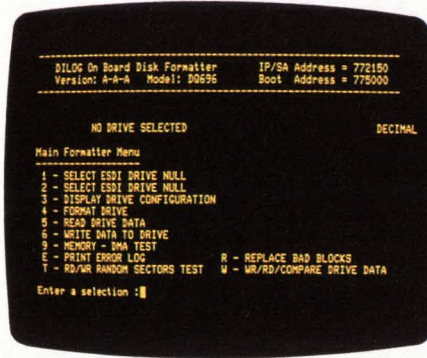 DILOG On Board Disk Formatter IP/SA Address = 772150
Version: A-A-A Model: DQ696 Boot Address = 775000
NO DRIVE SELECTED DECIMAL
Main Formatter Menu
1 - SELECT ESDI DRIVE NULL
2 - SELECT ESDI DRIVE NULL
3 - DISPLAY DRIVE CONFIGURATION
4 - FORMAT DRIVE
5 - READ DRIVE DATA
6 - WRITE DATA TO DRIVE
9 - MEMORY - DMA TEST
E - PRINT ERROR LOG R - REPLACE BAD BLOCKS
T - RD/WR RANDOM SECTORS TEST W - WR/RD/COMPARE DRIVE DATA
Enter a selection :